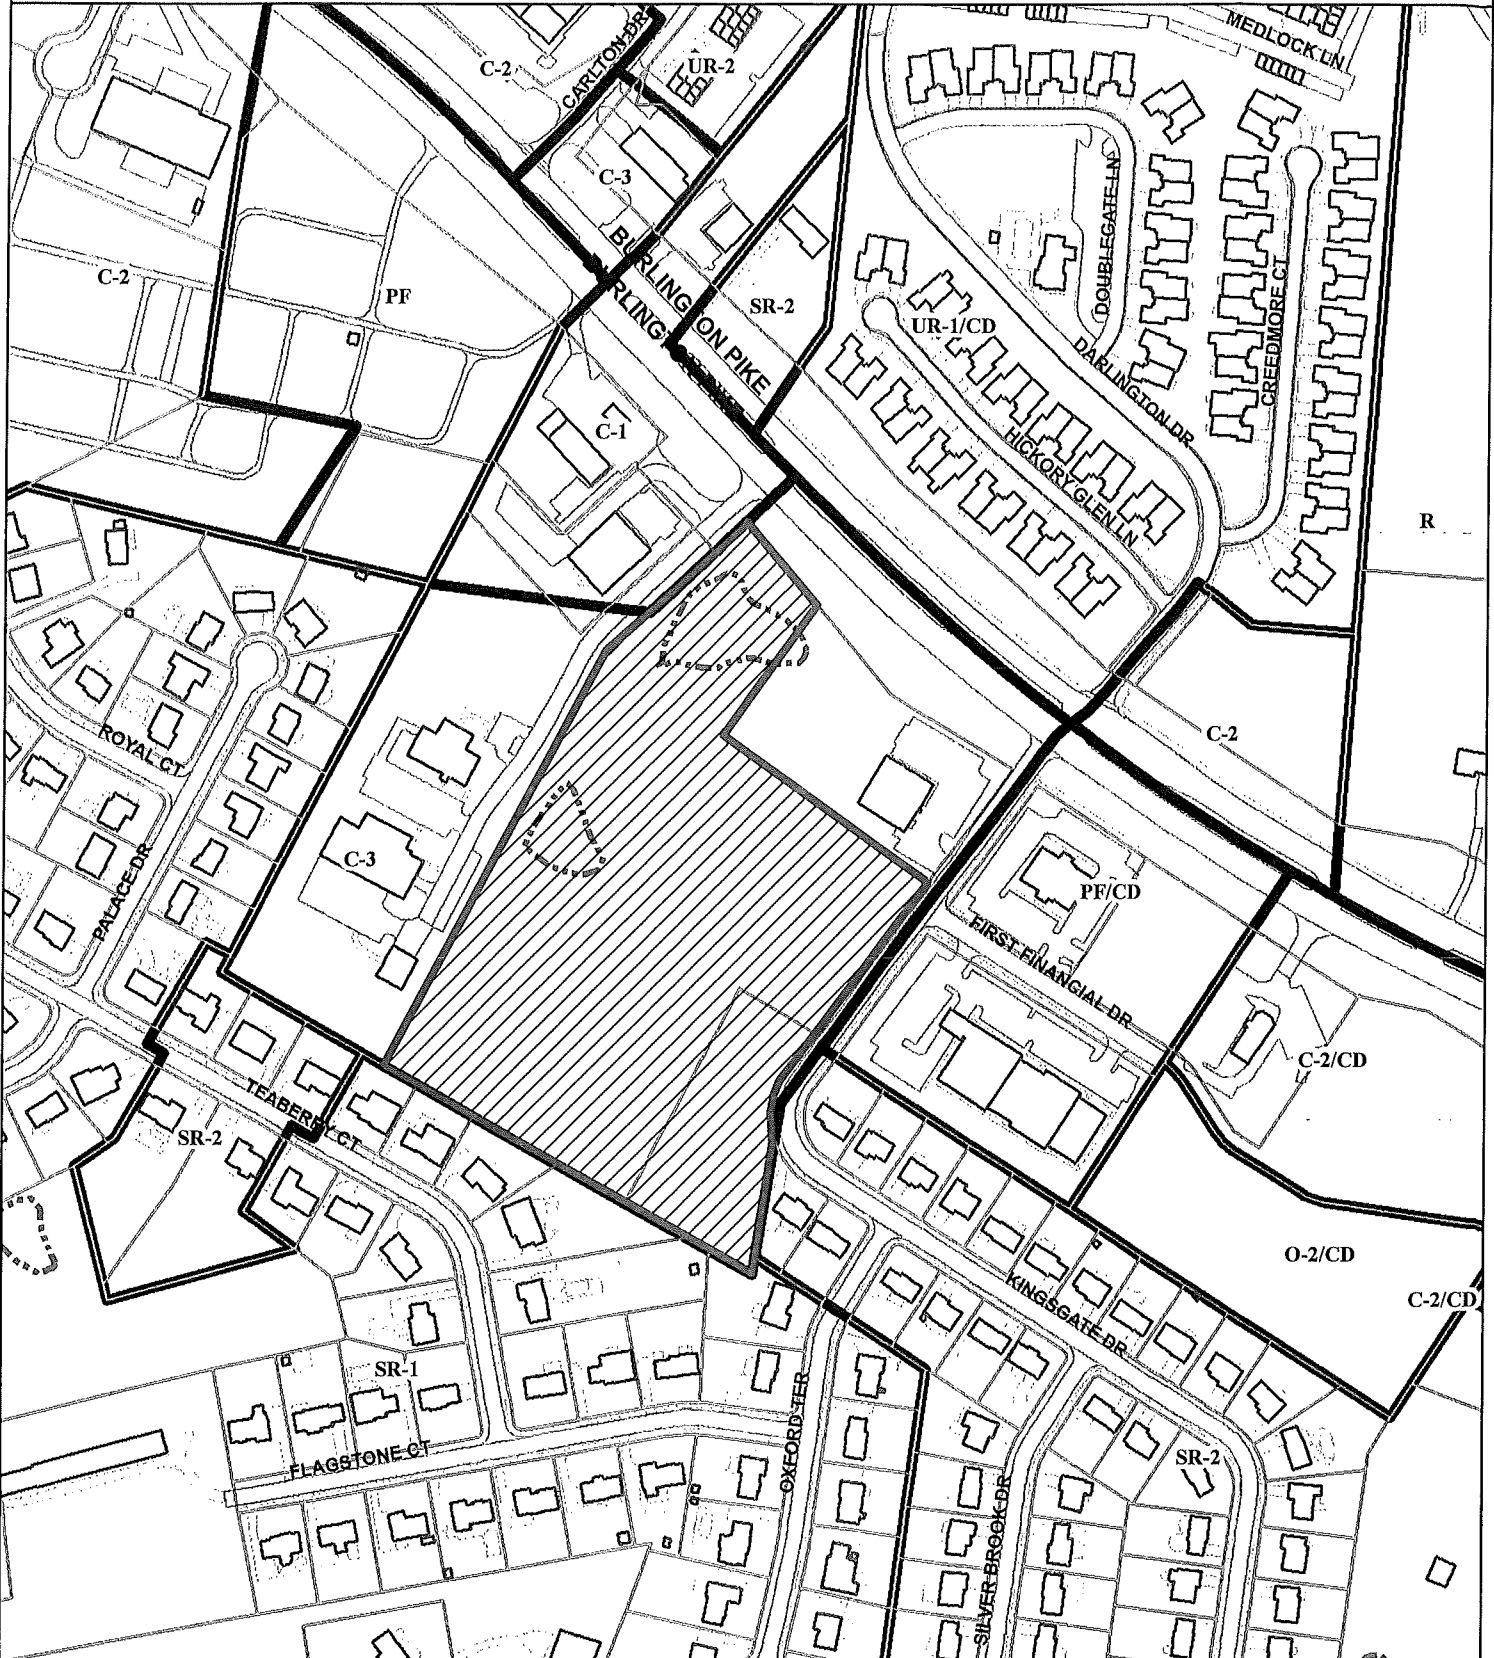 MEDLOCK LN
C-2
CARLTON DR
UR-2
C-3
DOUBLEGATE LN
BURLINGTON PIKE
C-2
PF
SR-2
UR-1/CD
CREEDMORE CT
DARLINGTON DR
C-1
HICKORY GLEN LN
R
ROYAL CT
C-2
C-3
PF/CD
PALACE DR
FIRST FINANCIAL DR
C-2/CD
TEABERRY CT
SR-2
O-2/CD
C-2/CD
KINGSGATE DR
SR-1
OXFORD TER
FLAGSTONE CT
SR-2
SILVER BROOK DR